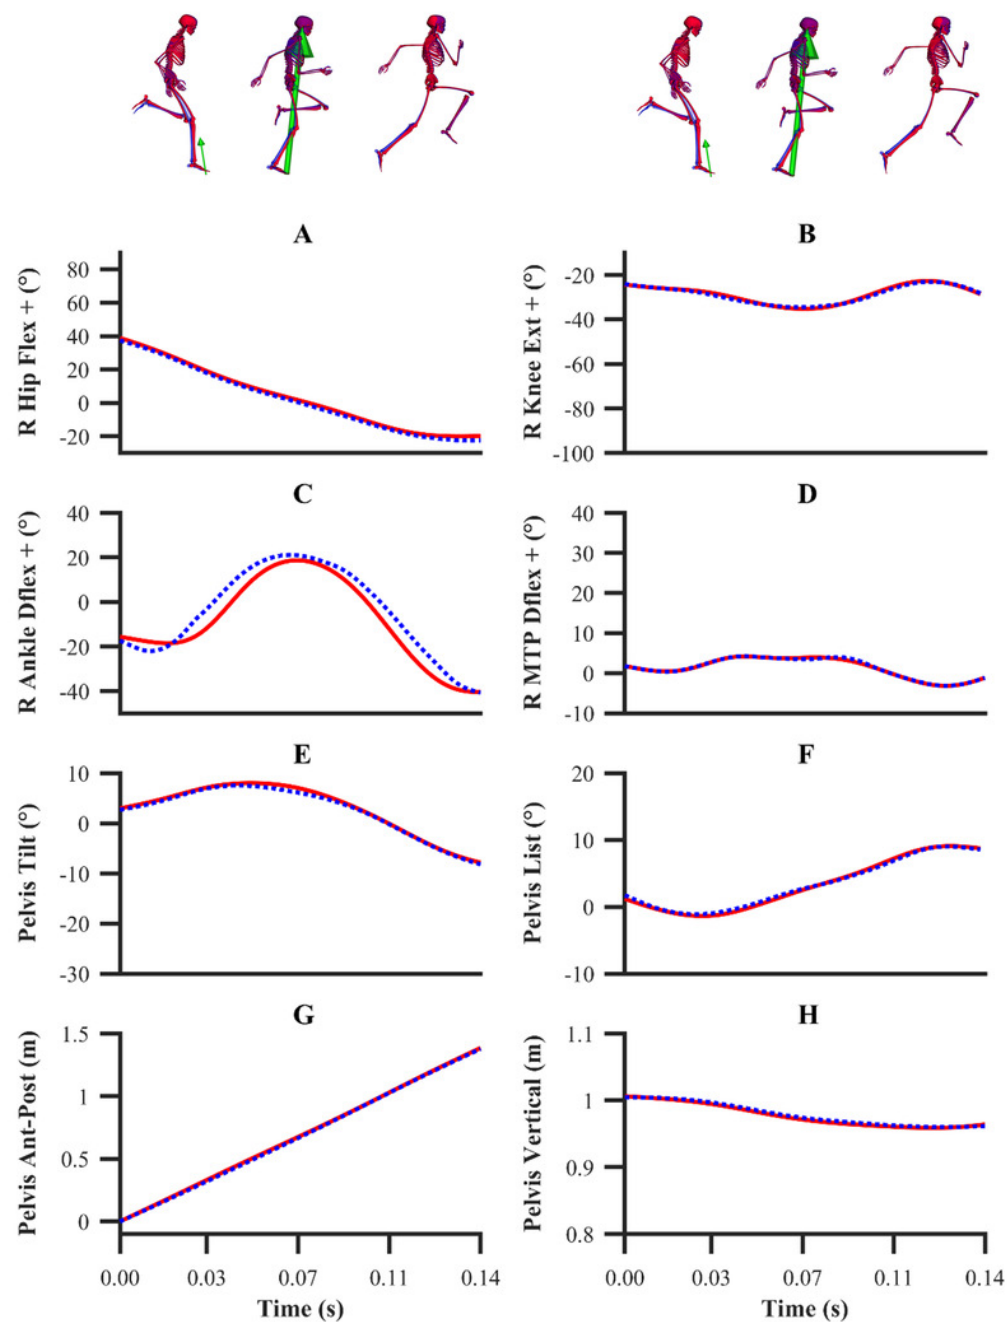 A
R Hip Flex + (°)
80
60
40
20
0
-20
B
R Knee Ext + (°)
-20
-40
-60
-80
-100
C
R Ankle Dflex + (°)
40
20
0
-20
-40
D
R MTP Dflex + (°)
40
30
20
10
0
-10
E
Pelvis Tilt (°)
10
0
-10
-20
-30
F
Pelvis List (°)
20
10
0
-10
G
Pelvis Ant-Post (m)
1.5
1
0.5
0
0.00 0.03 0.07 0.11 0.14
Time (s)
H
Pelvis Vertical (m)
1.1
1
0.9
0.8
0.00 0.03 0.07 0.11 0.14
Time (s)